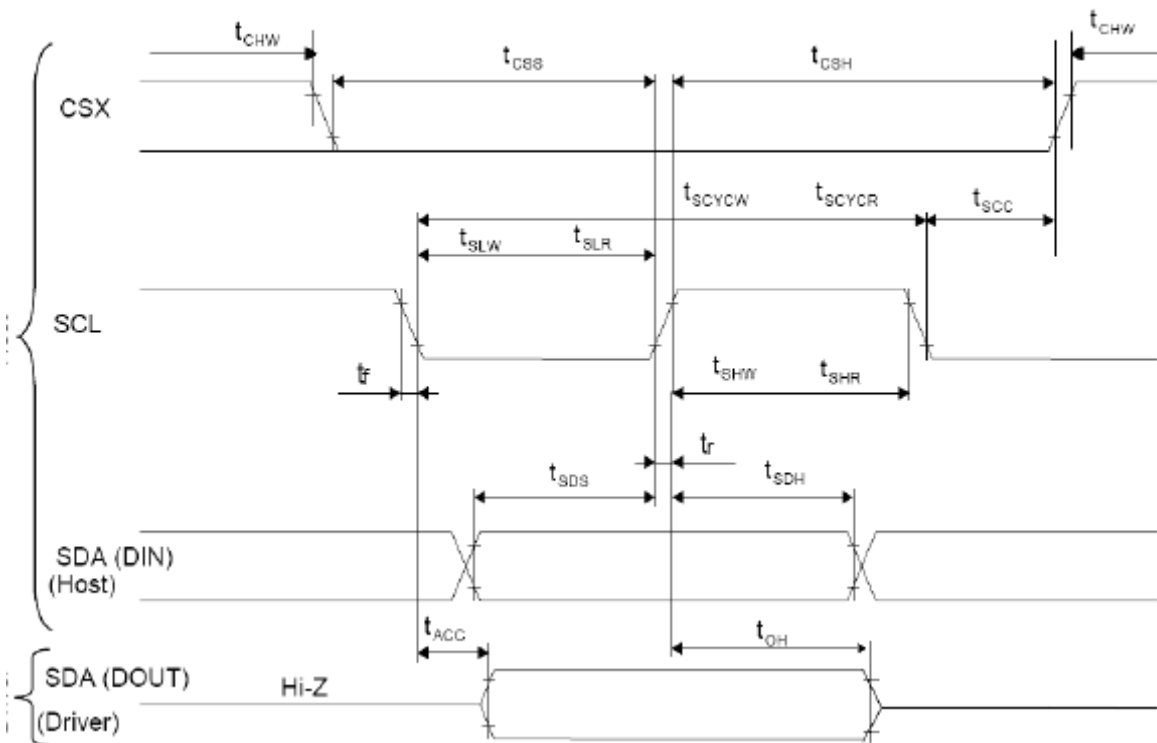 tCHW
tCHW
tCSS
tCSH
CSX
tSCYCW
tSCYCR
tSCC
tSLW
tSLR
SCL
tf
tSHW
tSHR
tr
tSDS
tSDH
SDA (DIN)
(Host)
tACC
tOH
SDA (DOUT)
Hi-Z
(Driver)